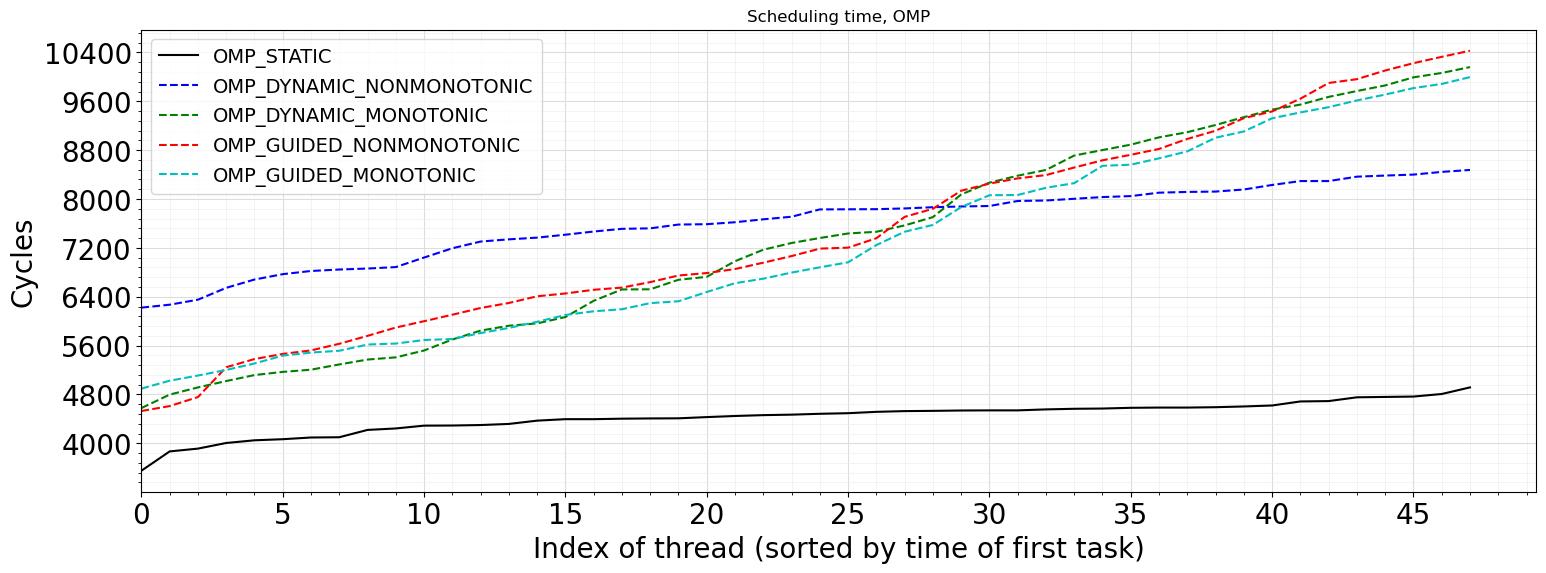 Scheduling time, OMP
OMP_STATIC
OMP_DYNAMIC_NONMONOTONIC
OMP_DYNAMIC_MONOTONIC
OMP_GUIDED_NONMONOTONIC
OMP_GUIDED_MONOTONIC
Cycles
10400
9600
8800
8000
7200
6400
5600
4800
4000
0 5 10 15 20 25 30 35 40 45
Index of thread (sorted by time of first task)